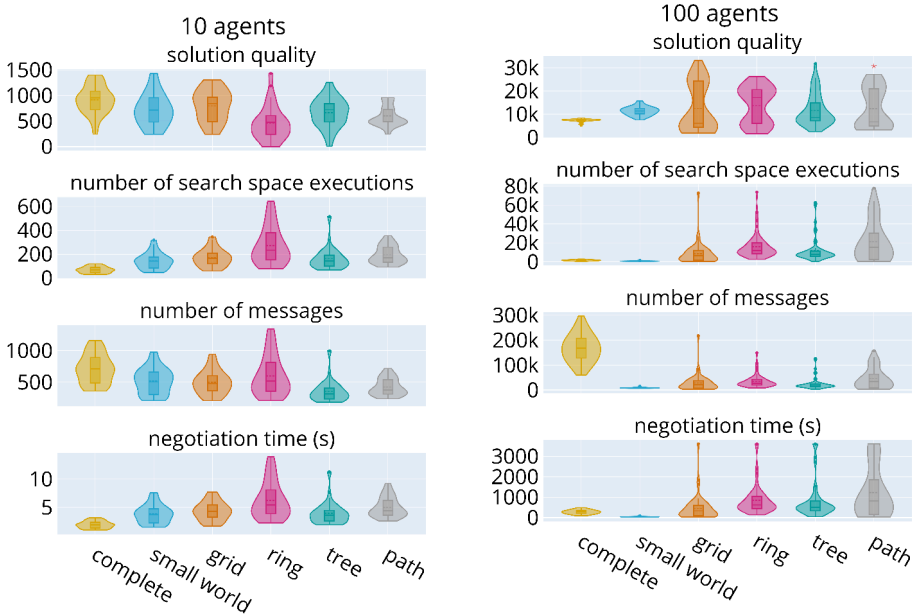 10 agents
solution quality
1500
1000
500
0
number of search space executions
600
400
200
0
number of messages
1000
500
negotiation time (s)
10
5
complete
small world
grid
ring
tree
path
100 agents
solution quality
30k
20k
10k
0
number of search space executions
80k
60k
40k
20k
0
number of messages
300k
200k
100k
0
negotiation time (s)
3000
2000
1000
0
complete
small world
grid
ring
tree
path